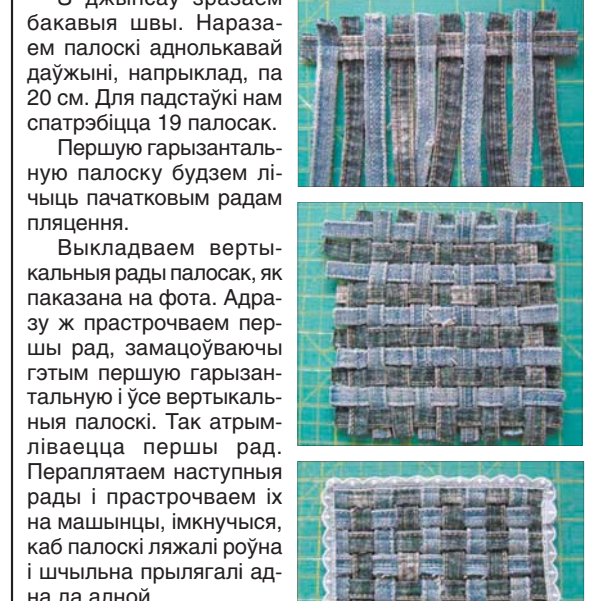 З джынсаў зразаем
бакавыя швы. Нараза-
ем палоскі аднолькавай
даўжыні, напрыклад, па
20 см. Для падстаўкі нам
спатрэбіцца 19 палосак.
Першую гарызанталь-
ную палоску будзем лі-
чыць пачатковым радам
пляцення.
Выкладваем верты-
кальныя рады палосак, як
паказана на фота. Адра-
зу ж прастрочваем пер-
шы рад, замацоўваючы
гэтым першую гарызан-
тальную і ўсе вертыкаль-
ныя палоскі. Так атрым-
ліваецца першы рад.
Пераплятаем наступныя
рады і прастрочваем іх
на машынцы, імкнучыся,
каб палоскі ляжалі роўна
і шчыльна прылягалі ад-
на да адной.